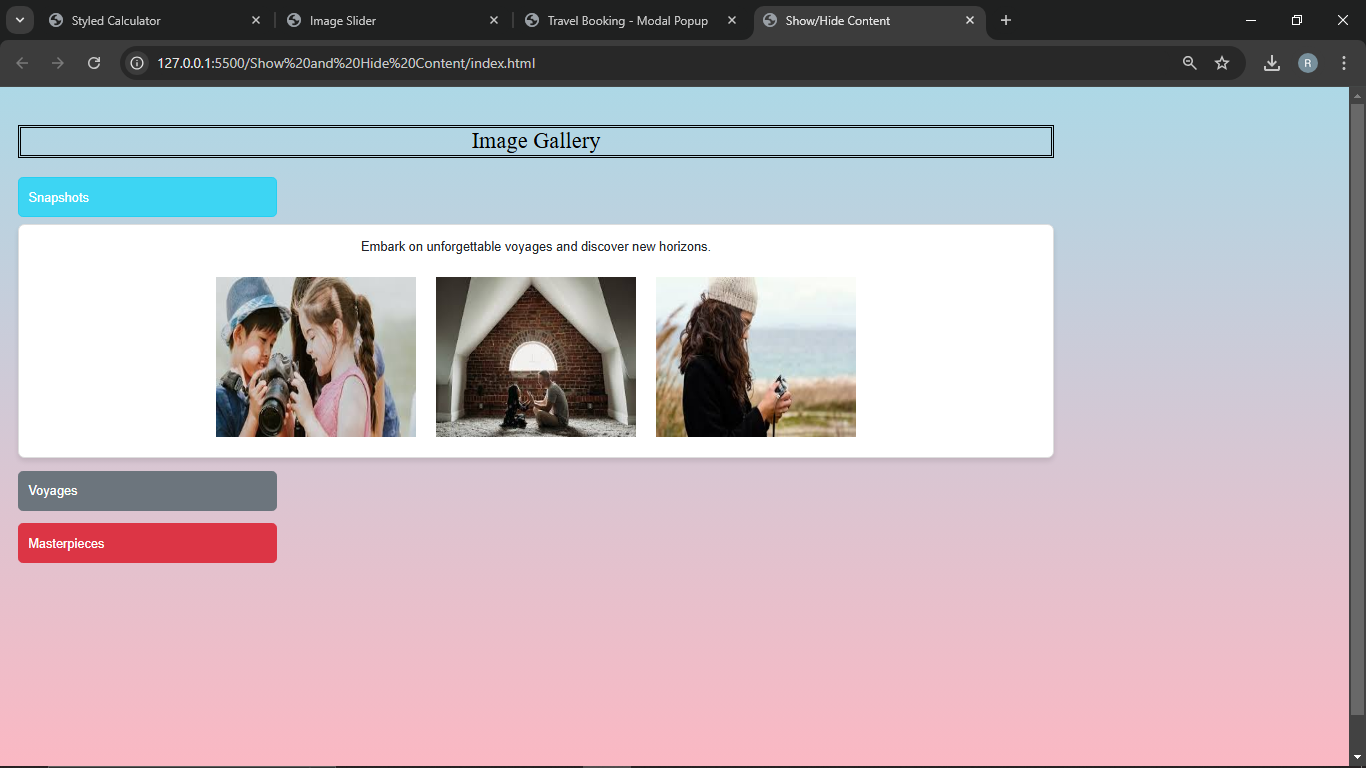 Styled Calculator
Image Slider
Travel Booking - Modal Popup
Show/Hide Content
127.0.0.1:5500/Show%20and%20Hide%20Content/index.html
R
Image Gallery
Snapshots
Embark on unforgettable voyages and discover new horizons.
Voyages
Masterpieces